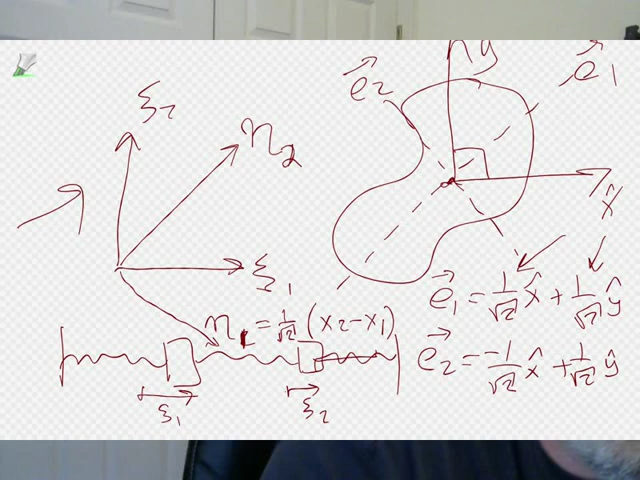 ξ₂
η₂
ξ₁
η₁ = 1/√2 (x₂ − x₁)
ξ₁
ξ₂
ŷ
e⃗₂
e⃗₁
x̂
e⃗₁ = 1/√2 x̂ + 1/√2 ŷ
e⃗₂ = −1/√2 x̂ + 1/√2 ŷ